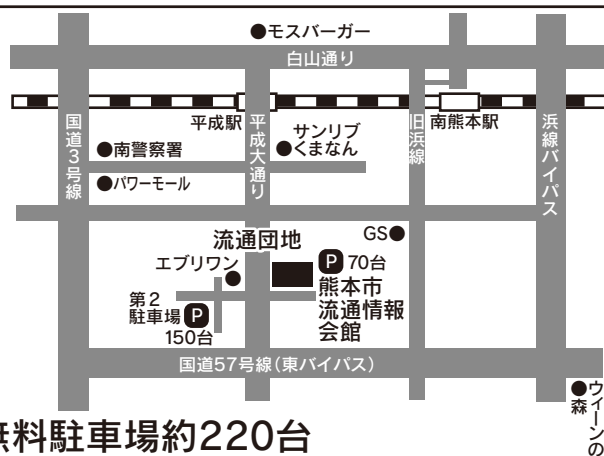 ●モスバーガー
白山通り
平成駅
南熊本駅
国道3号線
平成大通り
旧浜線
浜線バイパス
サンリブ
●くまなん
●南警察署
●パワーモール
流通団地
GS●
エブリワン
●
P 70台
熊本市
流通情報
会館
第2
駐車場 P
150台
国道57号線(東バイパス)
●ウィーンの
森
無料駐車場約220台